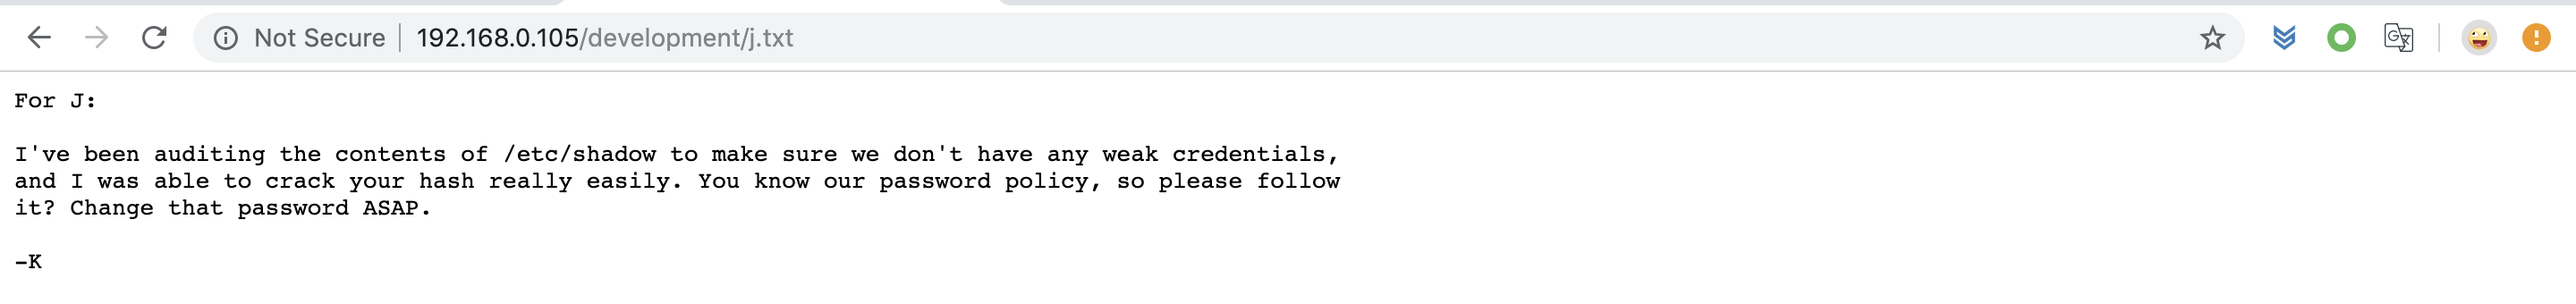 Not Secure | 192.168.0.105/development/j.txt
For J:
I've been auditing the contents of /etc/shadow to make sure we don't have any weak credentials,
and I was able to crack your hash really easily. You know our password policy, so please follow
it? Change that password ASAP.
-K